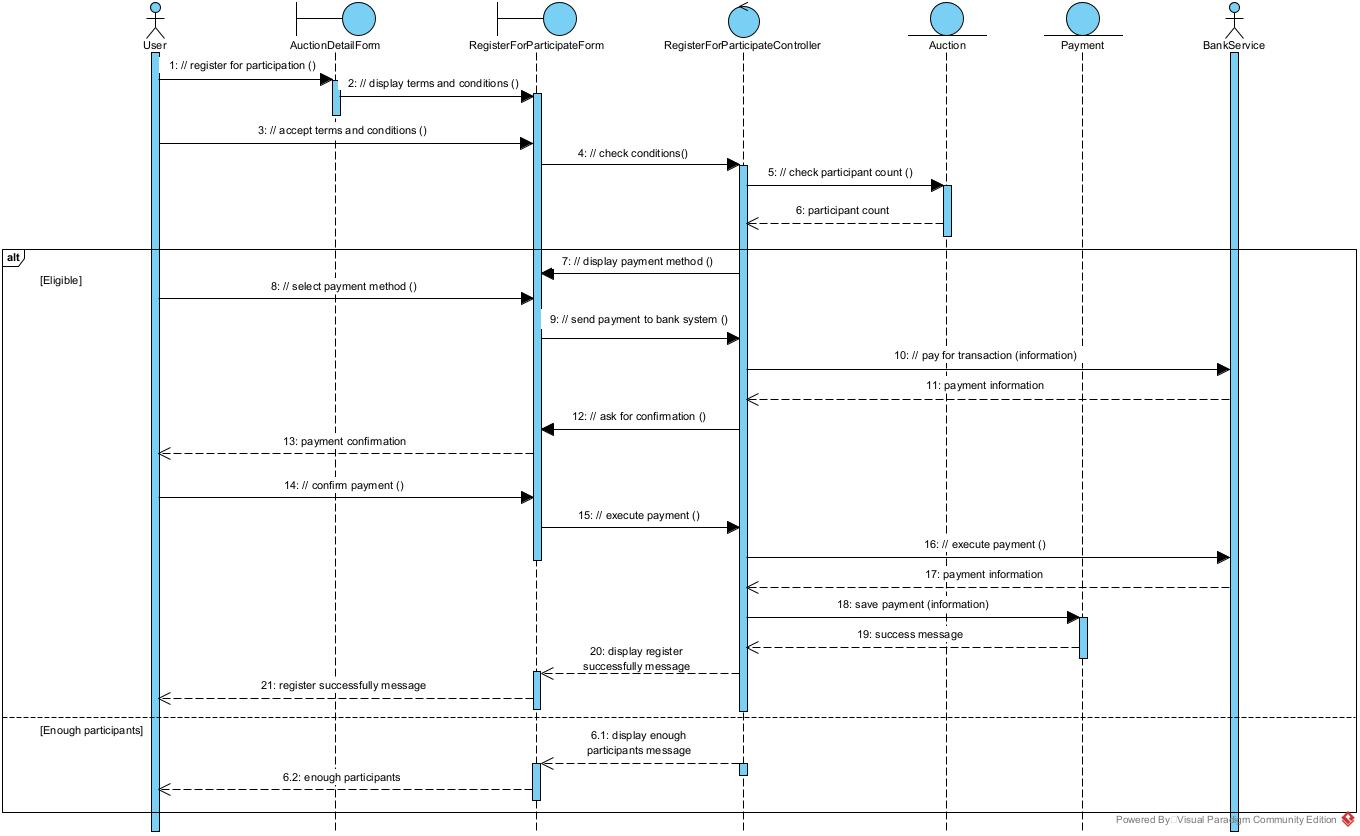 User
AuctionDetailForm
RegisterForParticipateForm
RegisterForParticipateController
Auction
Payment
BankService
1: // register for participation ()
2: // display terms and conditions ()
3: // accept terms and conditions ()
4: // check conditions()
5: // check participant count ()
6: participant count
alt
[Eligible]
7: // display payment method ()
8: // select payment method ()
9: // send payment to bank system ()
10: // pay for transaction (information)
11: payment information
12: // ask for confirmation ()
13: payment confirmation
14: // confirm payment ()
15: // execute payment ()
16: // execute payment ()
17: payment information
18: save payment (information)
19: success message
20: display register
successfully message
21: register successfully message
[Enough participants]
6.1: display enough
participants message
6.2: enough participants
Powered By Visual Paradigm Community Edition